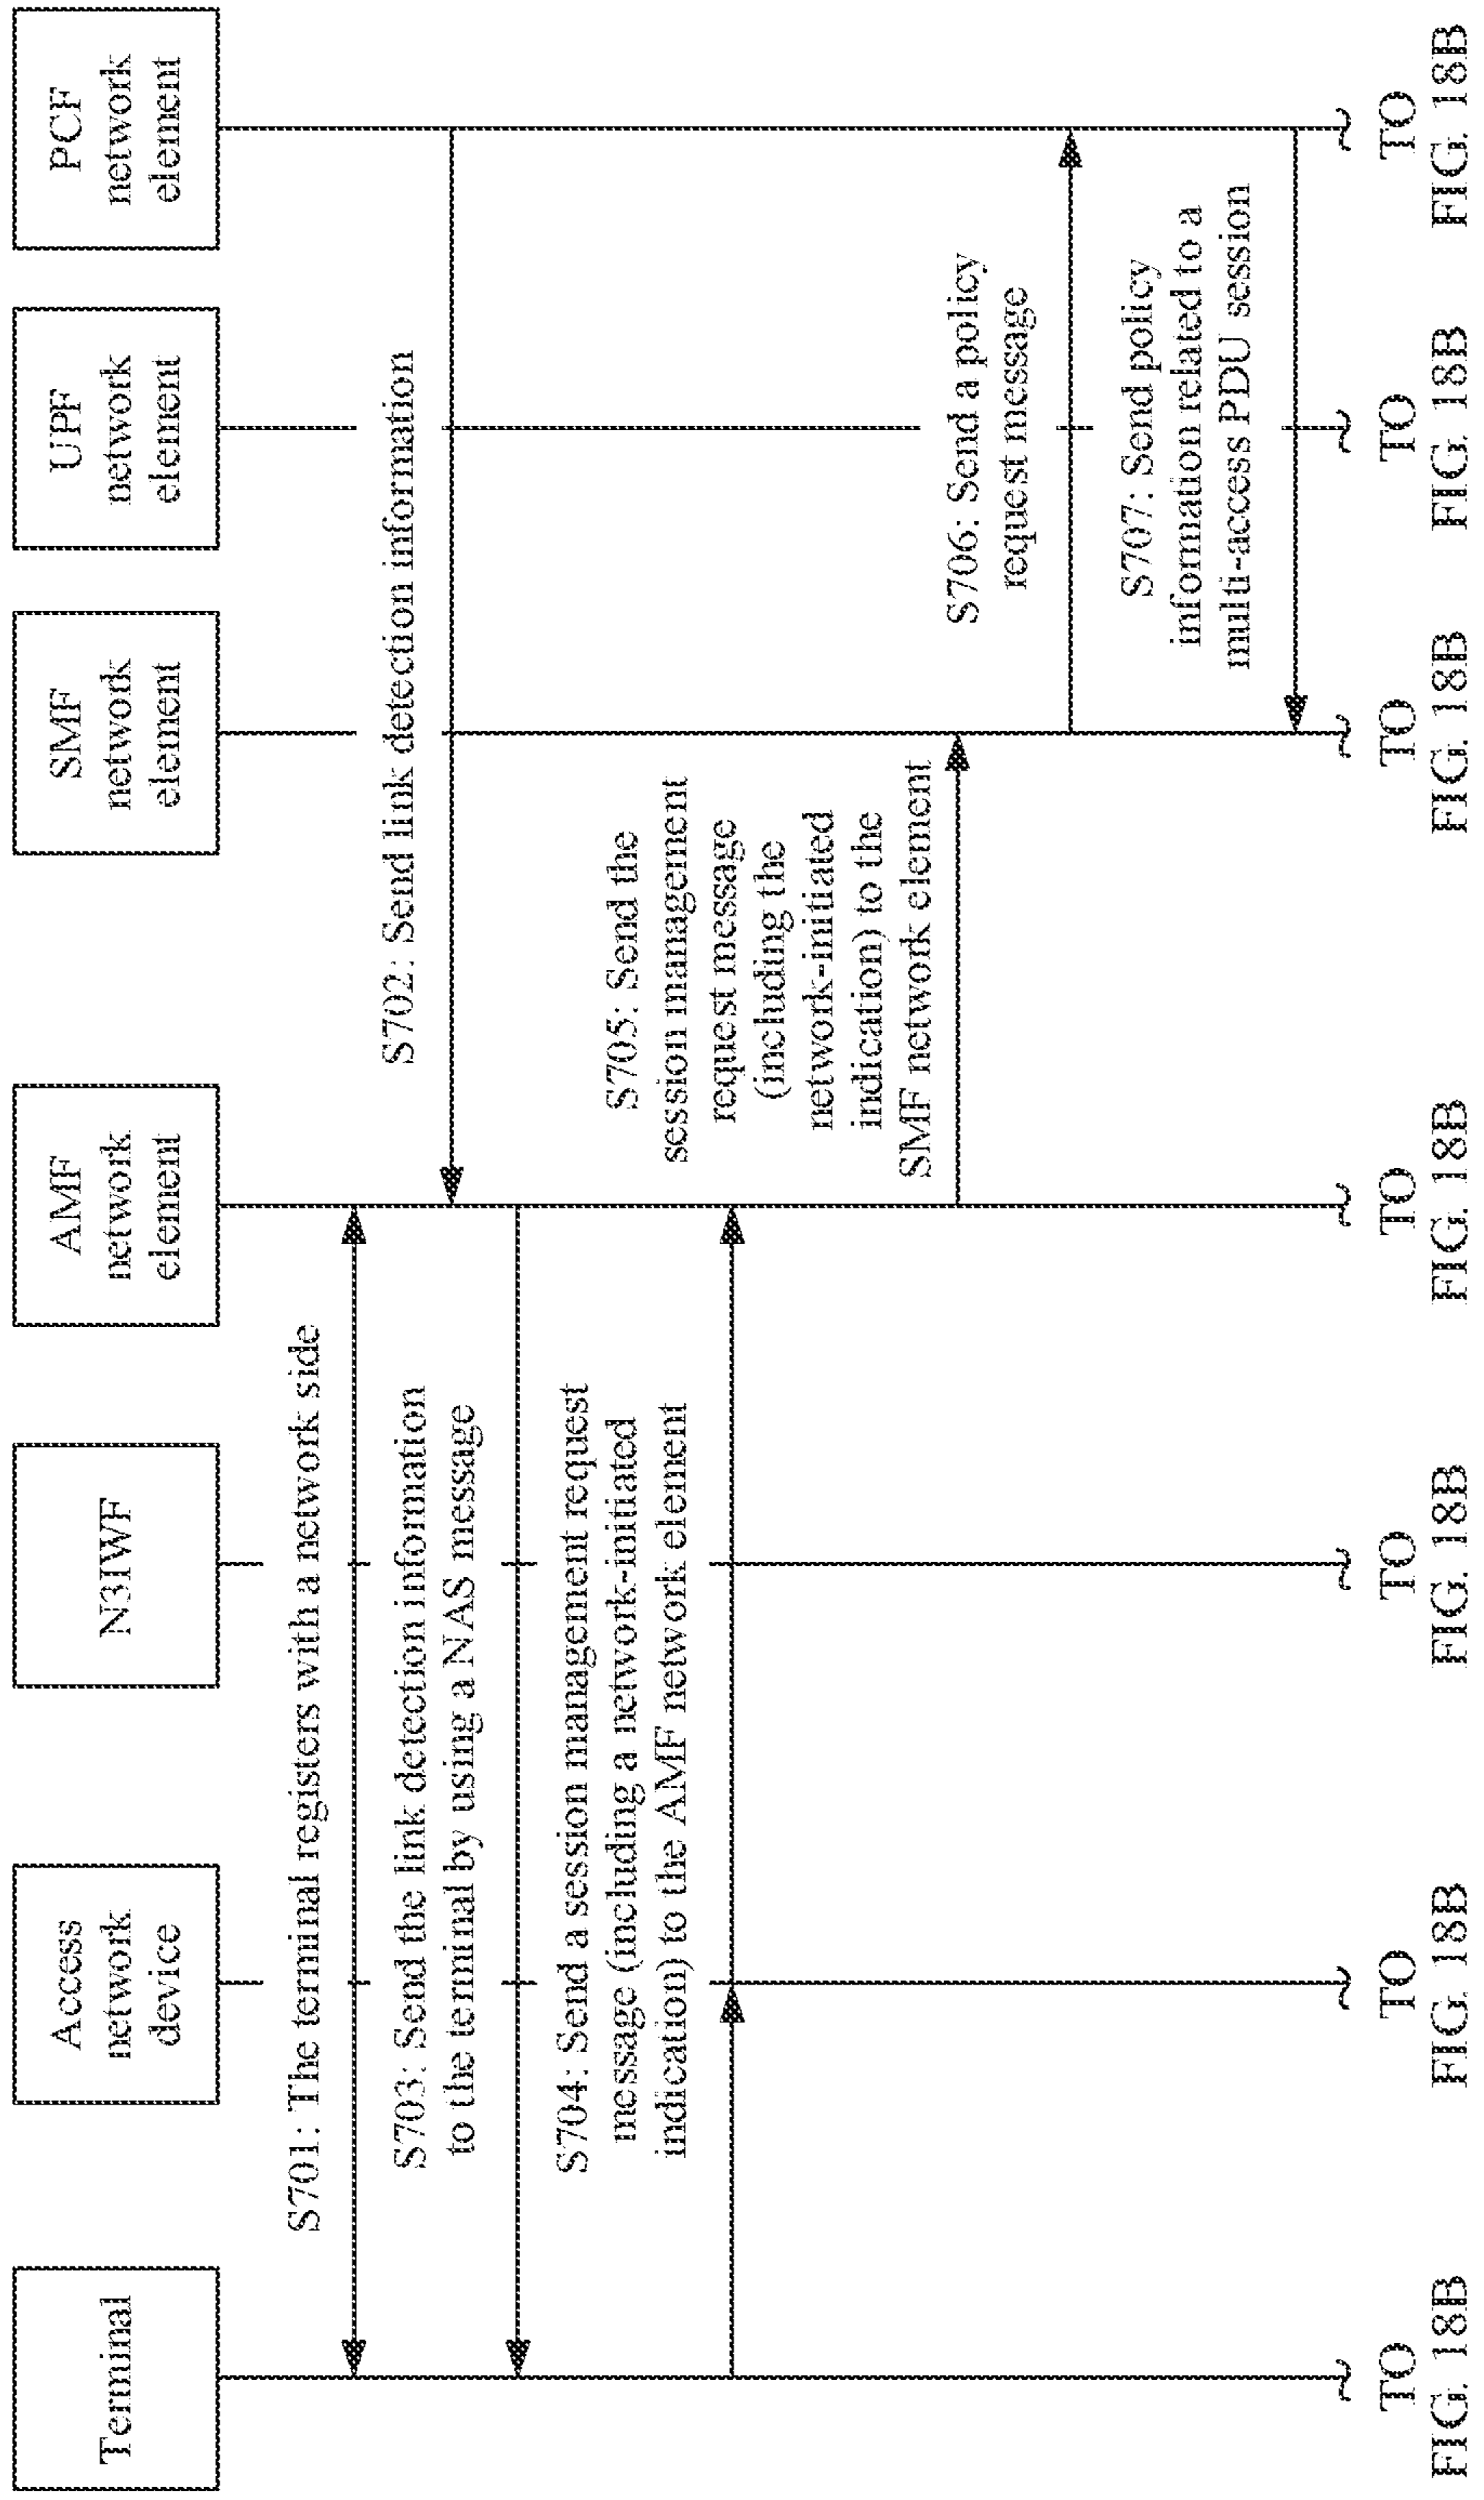 Terminal
Access
network
device
N3IWF
AMF
network
element
SMF
network
element
UPF
network
element
PCF
network
element
S701: The terminal registers with a network side
S702: Send link detection information
S703: Send the link detection information
to the terminal by using a NAS message
S704: Send a session management request
message (including a network-initiated
indication) to the AMF network element
S705: Send the
session management
request message
(including the
network-initiated
indication) to the
SMF network element
S706: Send a policy
request message
S707: Send policy
information related to a
multi-access PDU session
TO
FIG. 18B
TO
FIG. 18B
TO
FIG. 18B
TO
FIG. 18B
TO
FIG. 18B
TO
FIG. 18B
TO
FIG. 18B